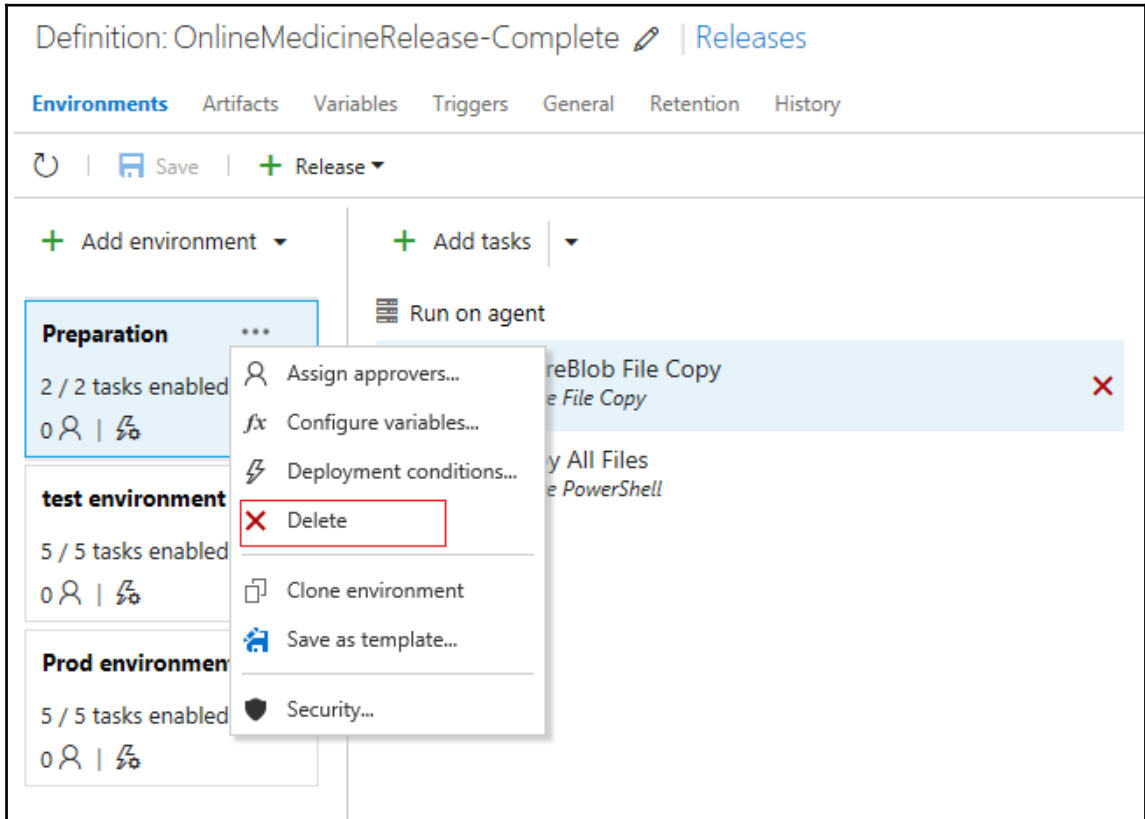 Definition: OnlineMedicineRelease-Complete | Releases
Environments Artifacts Variables Triggers General Retention History
Save | Release
Add environment Add tasks
Run on agent
Preparation ...
2 / 2 tasks enabled
0 |
Assign approvers...
fx Configure variables...
Deployment conditions...
Delete
Clone environment
Save as template...
Security...
test environment
5 / 5 tasks enabled
0 |
Prod environmen
5 / 5 tasks enabled
0 |
reBlob File Copy
e File Copy
y All Files
e PowerShell